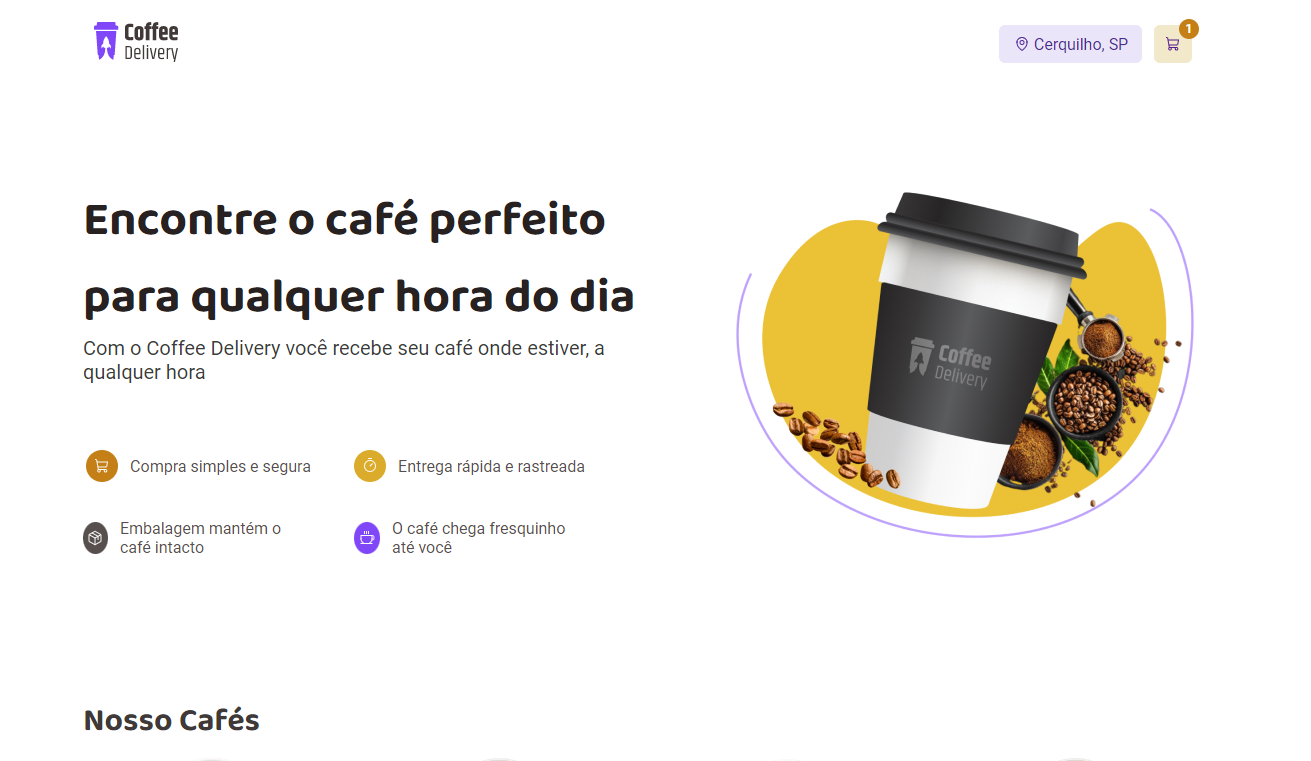 Coffee
Delivery
Cerquilho, SP
1
Encontre o café perfeito
para qualquer hora do dia
Com o Coffee Delivery você recebe seu café onde estiver, a
qualquer hora
Coffee
Delivery
Compra simples e segura
Entrega rápida e rastreada
Embalagem mantém o
café intacto
O café chega fresquinho
até você
Nosso Cafés